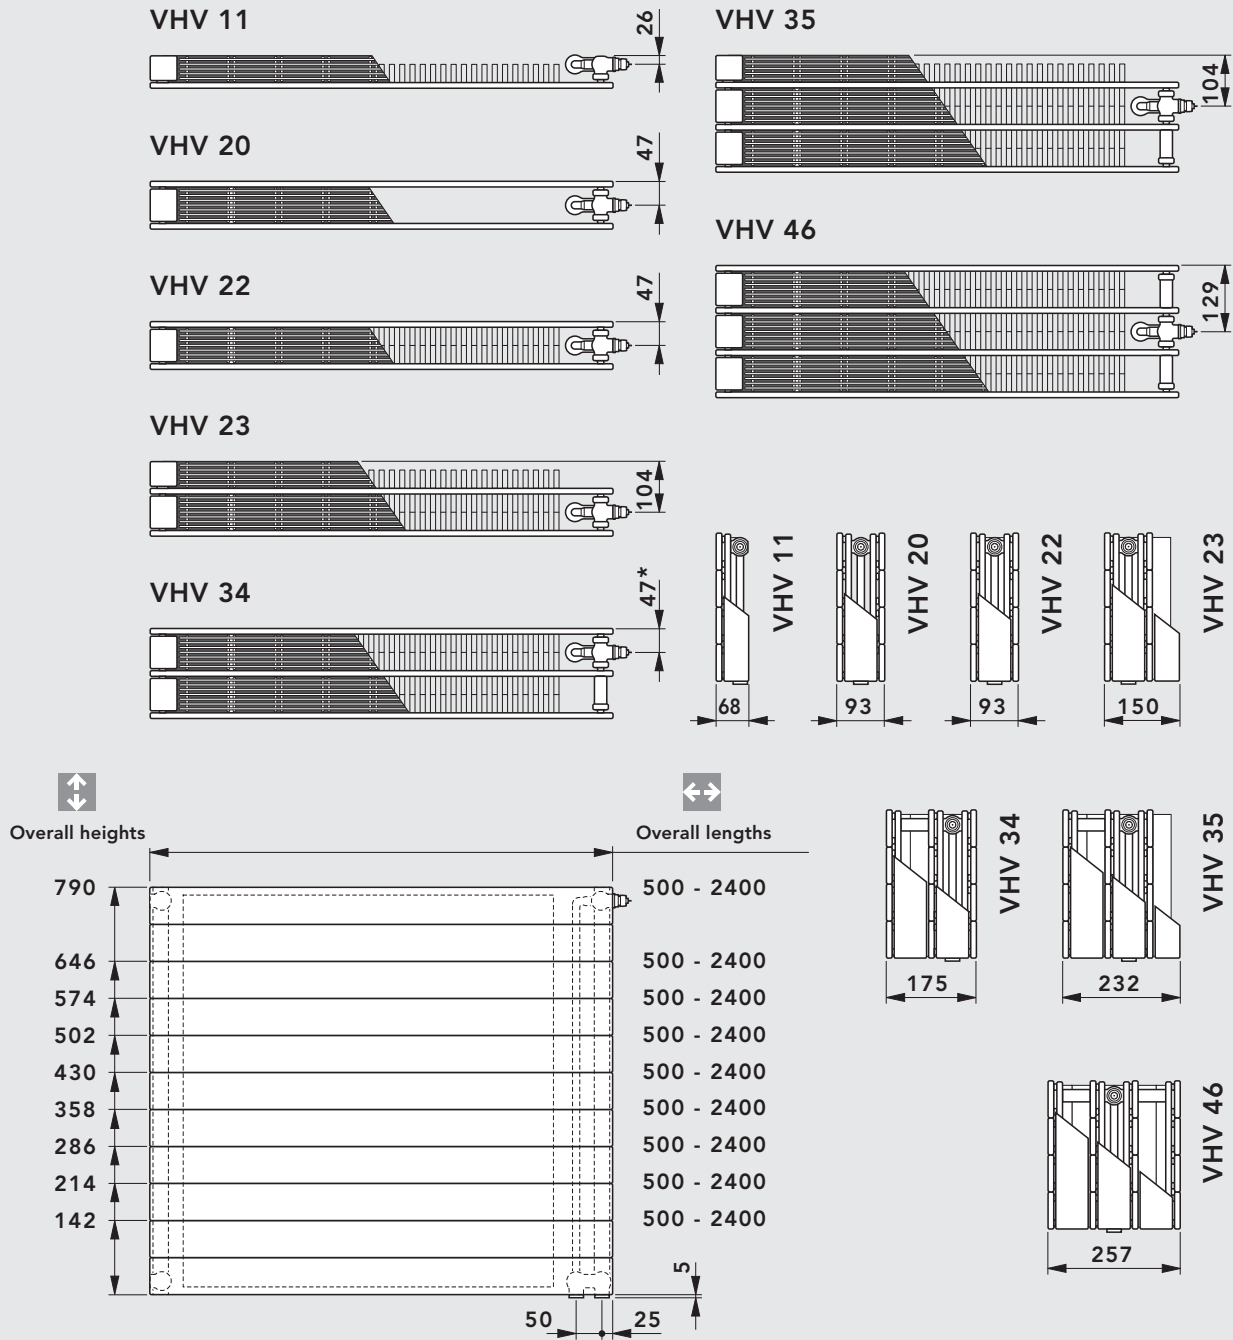 VHV 11
26
VHV 20
47
VHV 22
47
VHV 23
104
VHV 34
47*
VHV 35
104
VHV 46
129
VHV 11
68
VHV 20
93
VHV 22
93
VHV 23
150
Overall heights
Overall lengths
790 500 - 2400
646 500 - 2400
574 500 - 2400
502 500 - 2400
430 500 - 2400
358 500 - 2400
286 500 - 2400
214 500 - 2400
142 500 - 2400
5
50 25
VHV 34
175
VHV 35
232
VHV 46
257